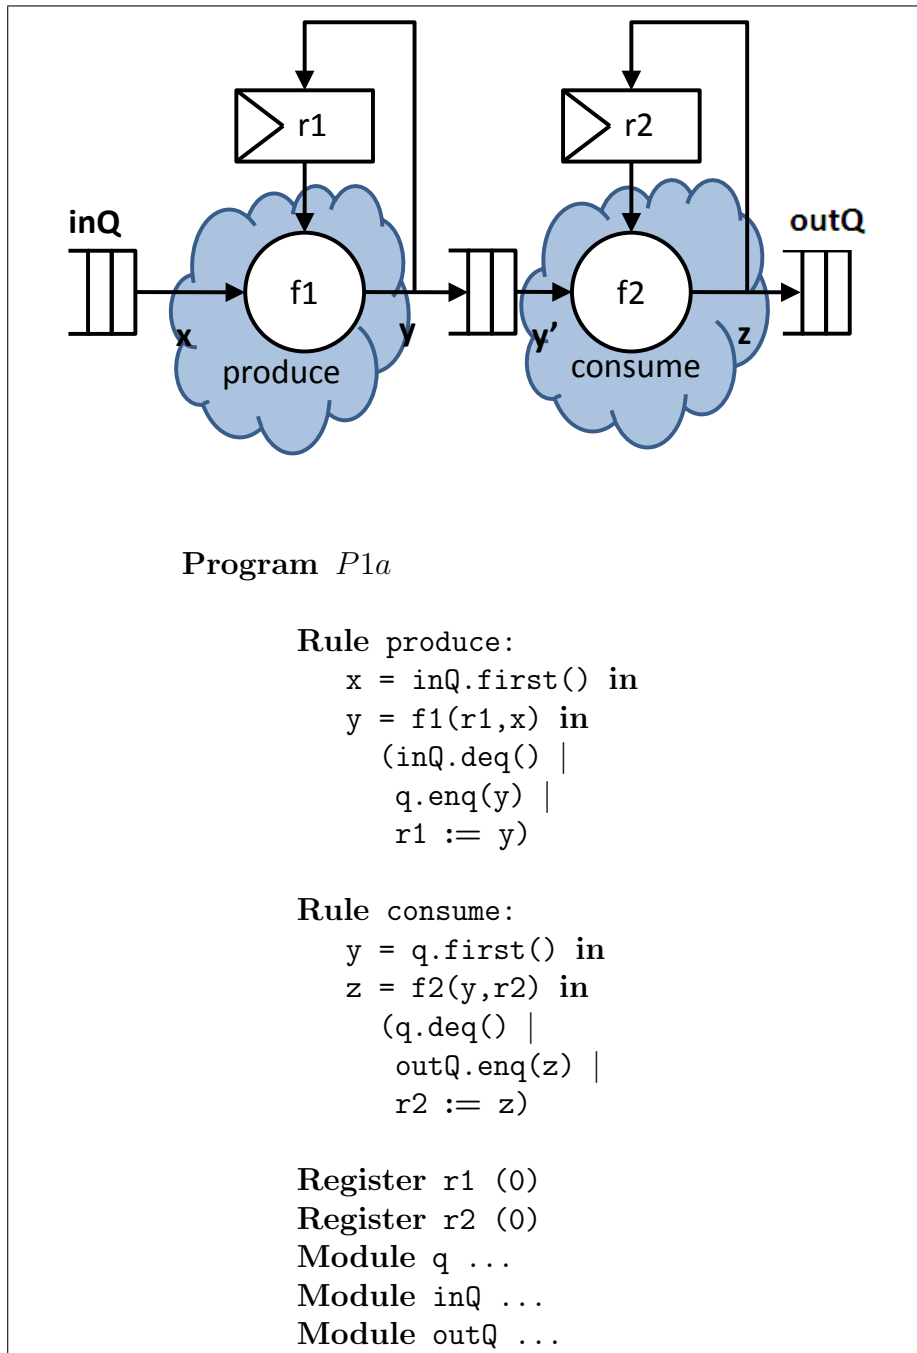 r1
r2
inQ
outQ
f1
f2
x
y
y’
z
produce
consume
Program P1a
Rule produce:
x = inQ.first() in
y = f1(r1,x) in
(inQ.deq() |
q.enq(y) |
r1 := y)
Rule consume:
y = q.first() in
z = f2(y,r2) in
(q.deq() |
outQ.enq(z) |
r2 := z)
Register r1 (0)
Register r2 (0)
Module q ...
Module inQ ...
Module outQ ...